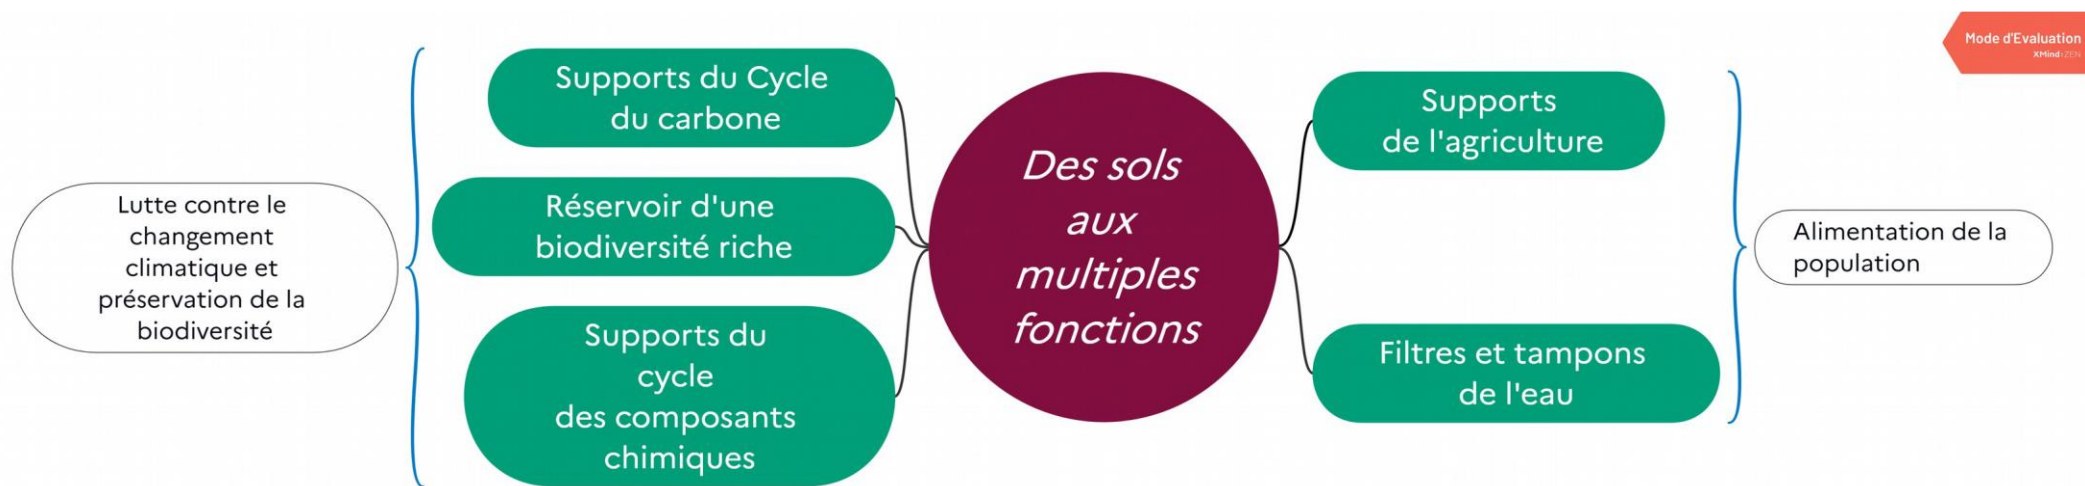 Mode d'Evaluation
XMind:ZEN
Supports du Cycle
du carbone
Réservoir d'une
biodiversité riche
Supports du
cycle
des composants
chimiques
Lutte contre le
changement
climatique et
préservation de la
biodiversité
Des sols
aux
multiples
fonctions
Supports
de l'agriculture
Filtres et tampons
de l'eau
Alimentation de la
population